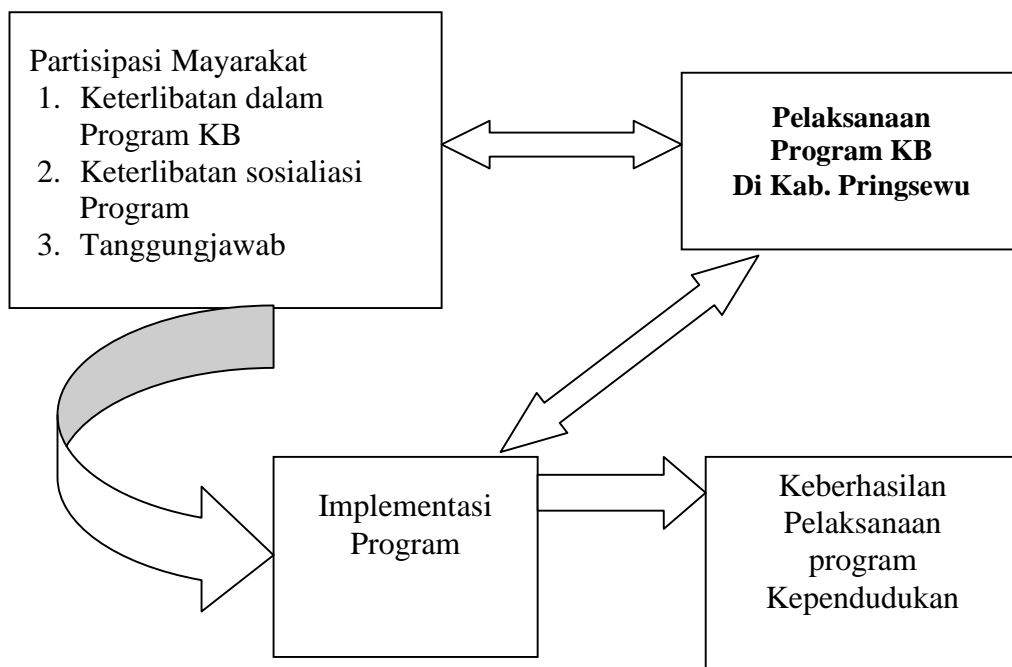 Partisipasi Mayarakat
1. Keterlibatan dalam
Program KB
2. Keterlibatan sosialiasi
Program
3. Tanggungjawab
Pelaksanaan
Program KB
Di Kab. Pringsewu
Implementasi
Program
Keberhasilan
Pelaksanaan
program
Kependudukan